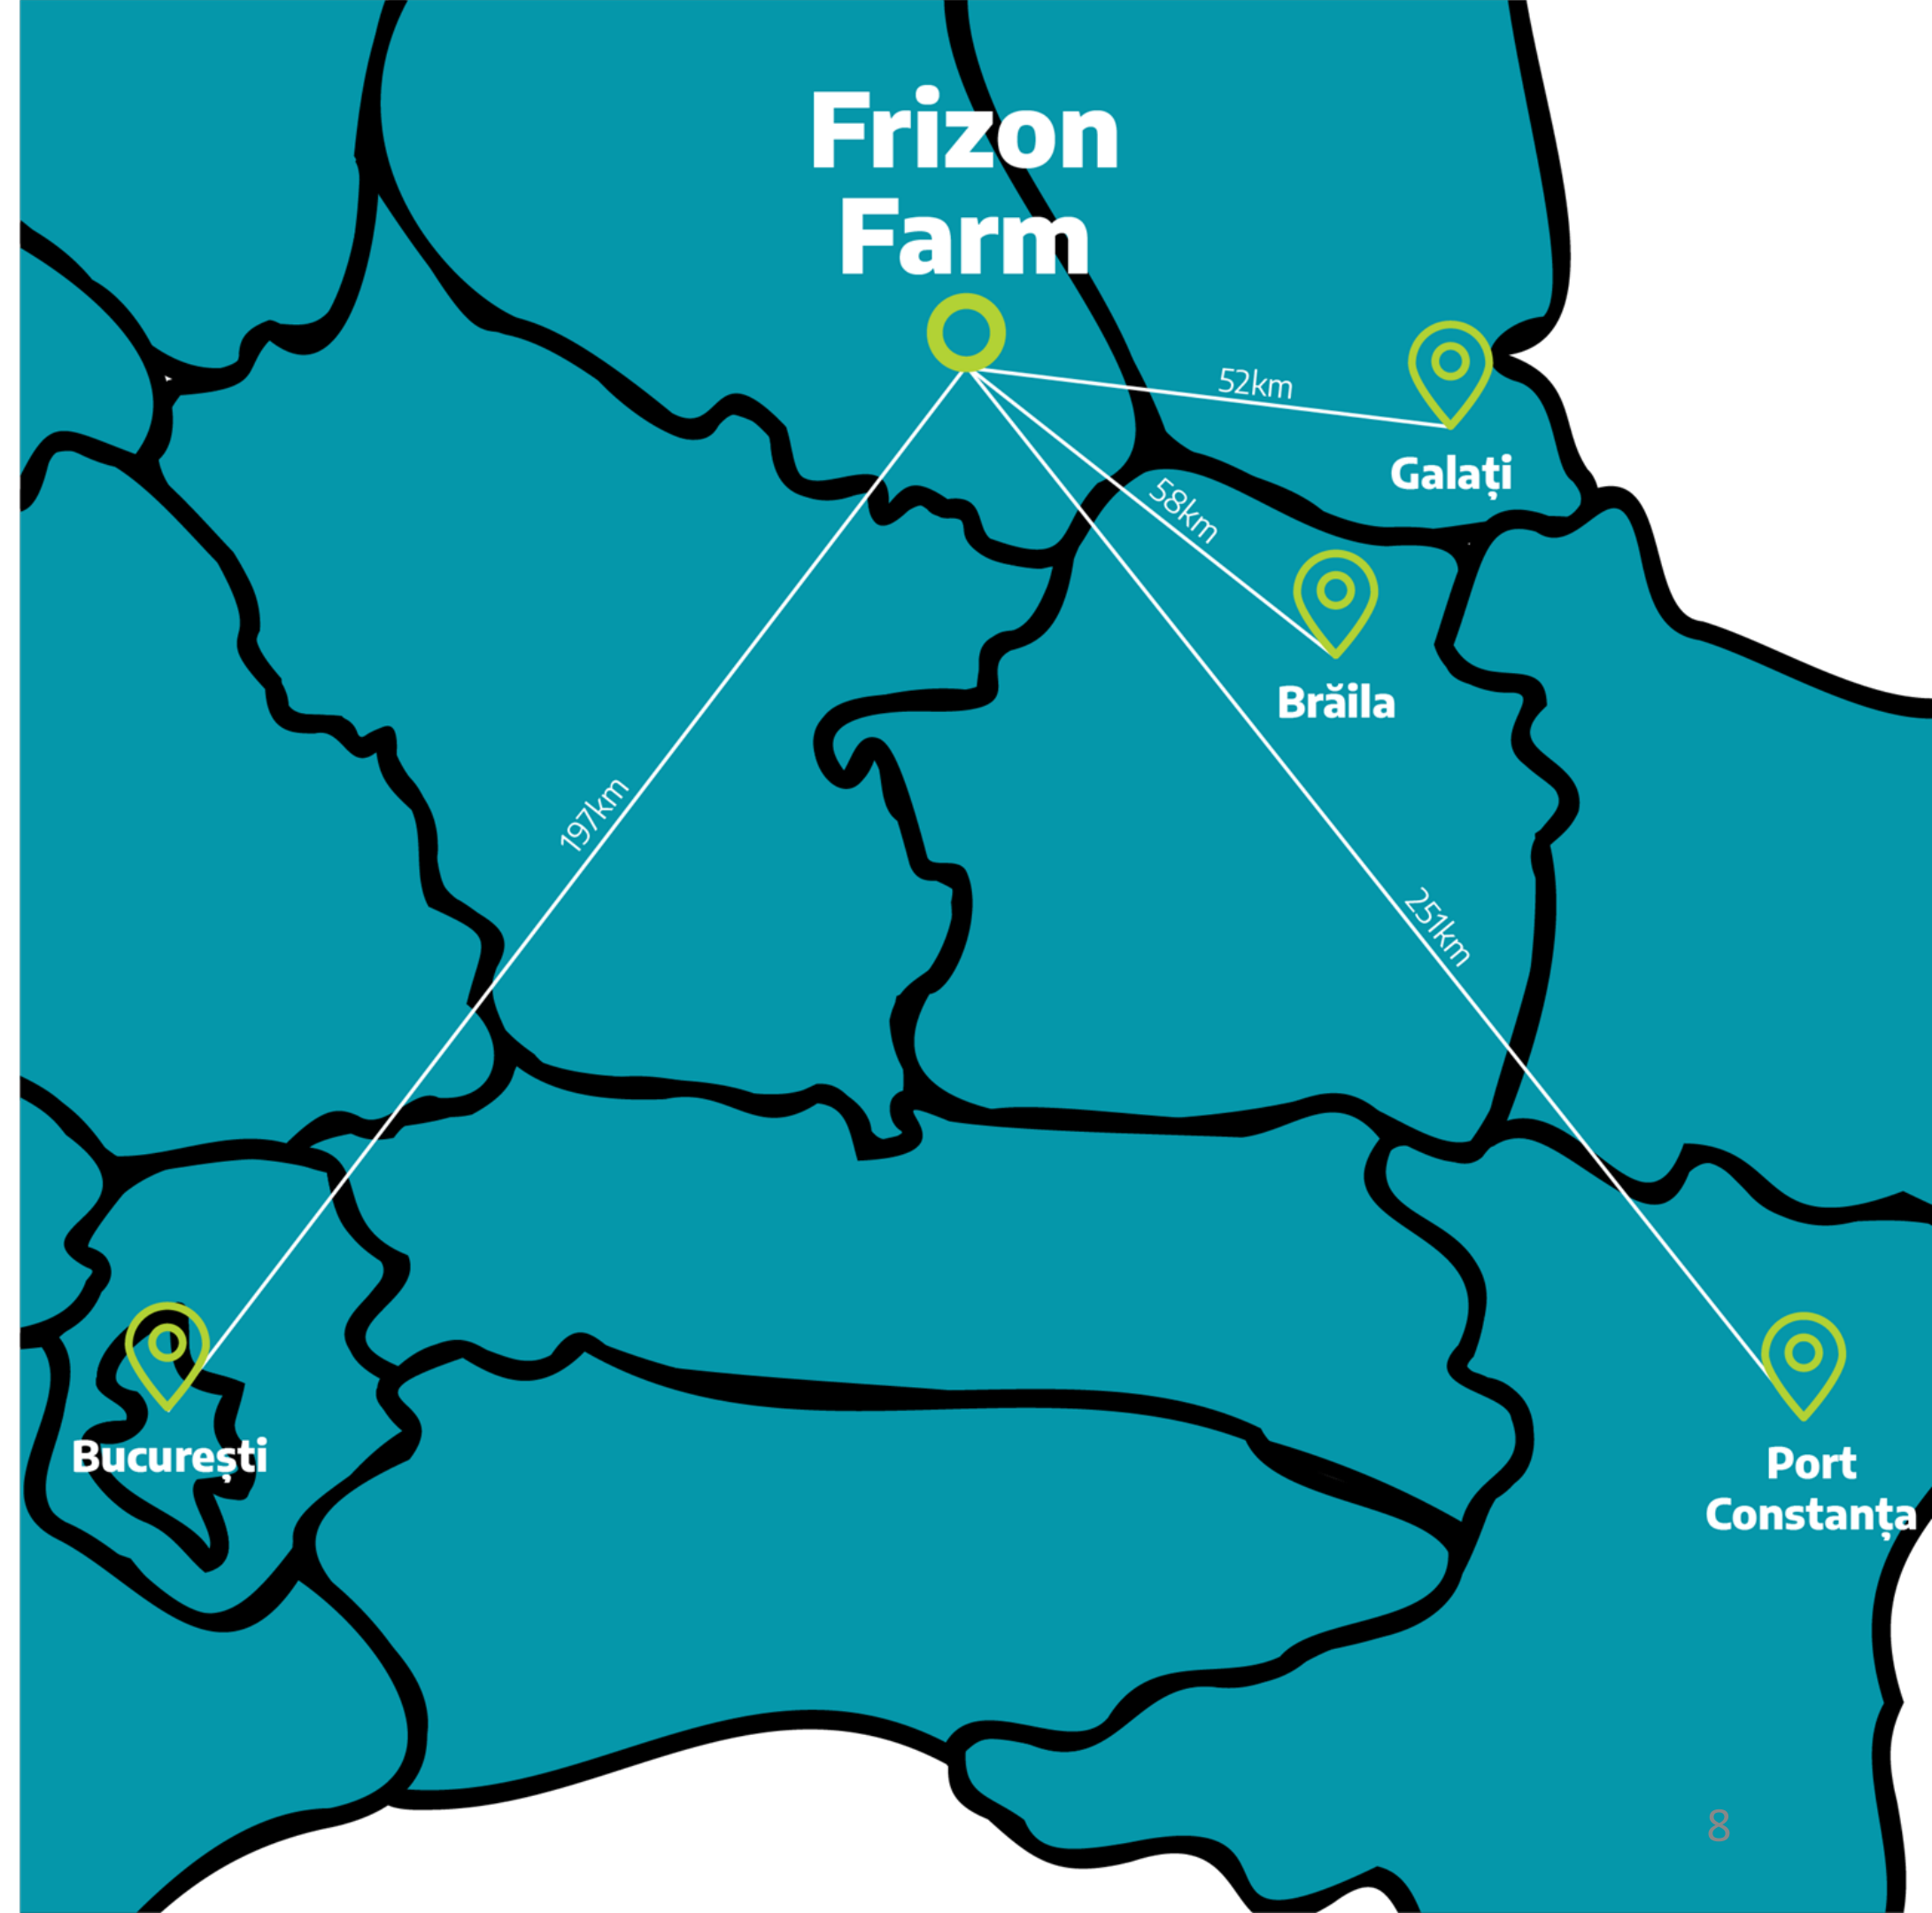 Frizon
Farm
52km
Galați
58km
Brăila
197km
251km
București
Port
Constanța
8